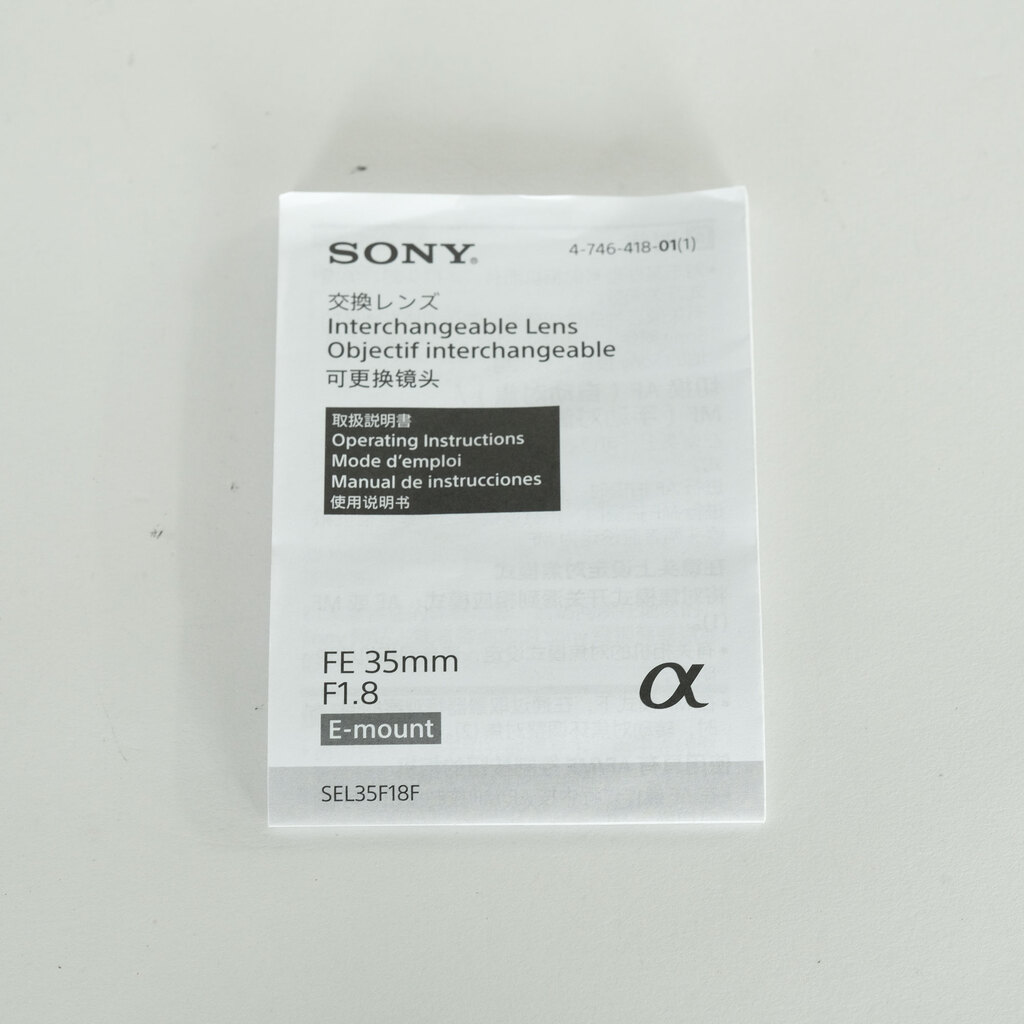 SONY®
4-746-418-01(1)
交換レンズ
Interchangeable Lens
Objectif interchangeable
可更换镜头
取扱説明書
Operating Instructions
Mode d'emploi
Manual de instrucciones
使用说明书
FE 35mm
F1.8
E-mount
α
SEL35F18F